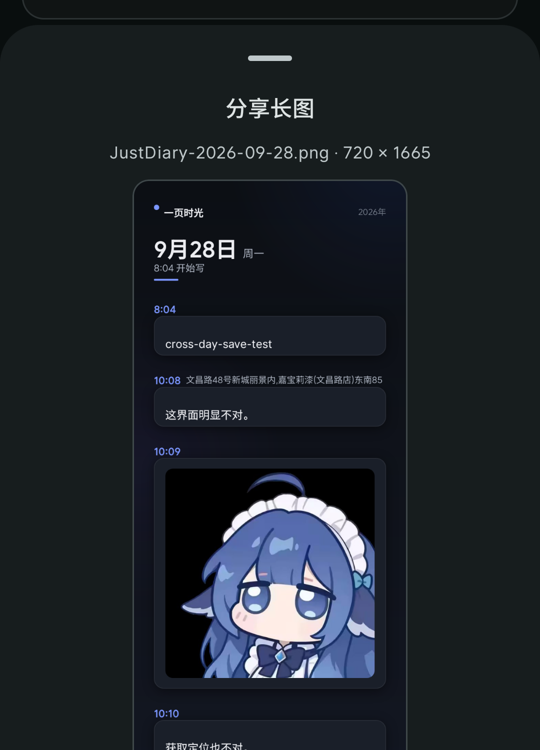 分享长图
JustDiary-2026-09-28.png · 720 × 1665
一页时光
2026年
9月28日 周一
8:04 开始写
8:04
cross-day-save-test
10:08 文昌路48号新城丽景内,嘉宝莉漆(文昌路店)东南85
这界面明显不对。
10:09
10:10
获取定位也不对。